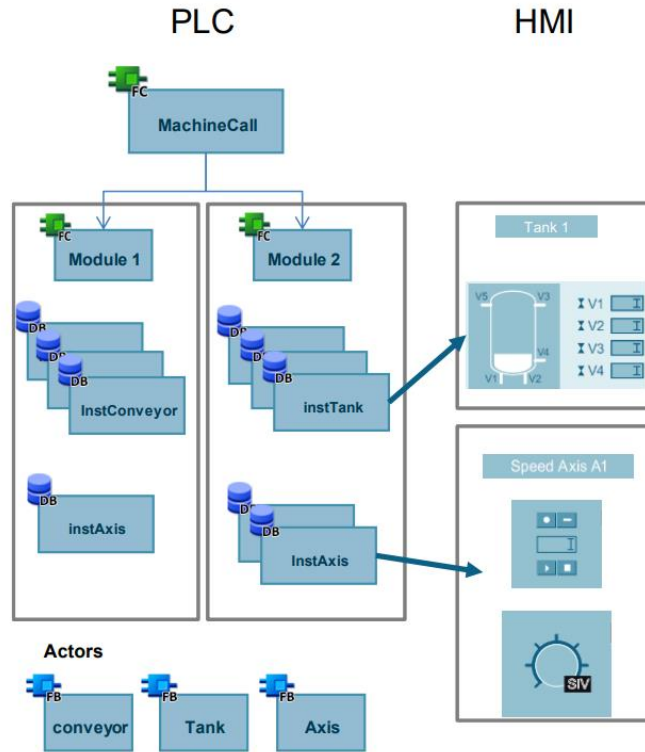 PLC
HMI
FC
MachineCall
FC
Module 1
FC
Module 2
Tank 1
DB
DB
DB
InstConveyor
DB
DB
DB
instTank
V5
V3
V4
V1
V2
V1
V2
V3
V4
DB
instAxis
DB
DB
InstAxis
Speed Axis A1
SIV
Actors
FB
conveyor
FB
Tank
FB
Axis